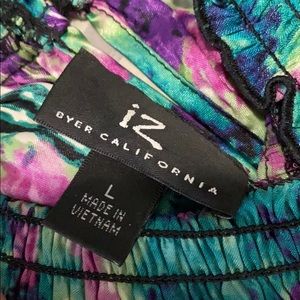 iz
BYER CALIFORNIA
L
MADE IN
VIETNAM